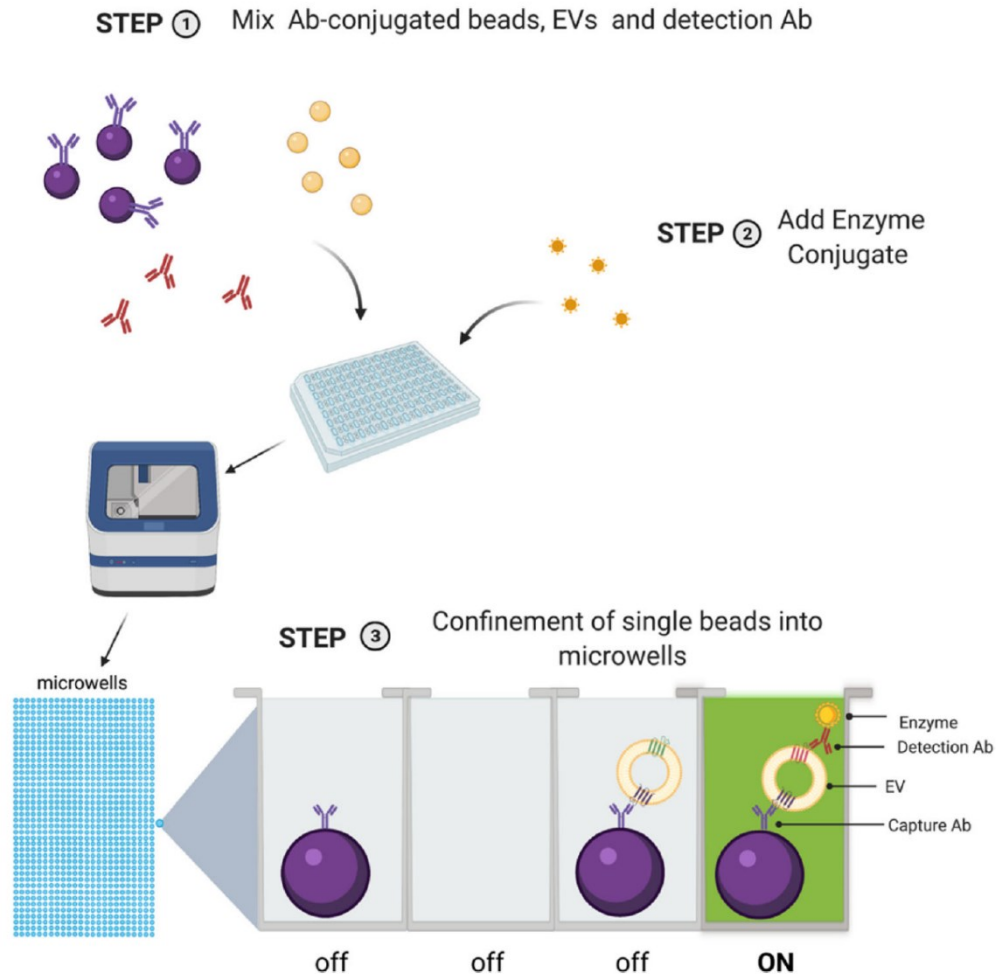 STEP 1 Mix Ab-conjugated beads, EVs and detection Ab
STEP 2 Add Enzyme
Conjugate
STEP 3 Confinement of single beads into
microwells
microwells
Enzyme
Detection Ab
EV
Capture Ab
off
off
off
ON